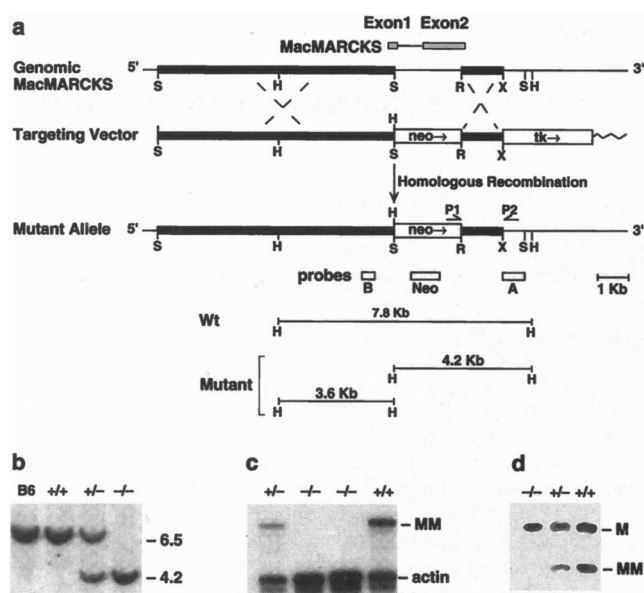 a
Exon1 Exon2
MacMARCKS
Genomic MacMARCKS 5' 3'
S H S R X S H
Targeting Vector H neo→ tk→
S H S R X
Homologous Recombination
H P1 P2
Mutant Allele 5' neo→ 3'
S H S R X S H
probes B Neo A 1 Kb
Wt 7.8 Kb
H H
4.2 Kb
Mutant H H
3.6 Kb
H H
b c d
B6 +/+ +/− −/−
6.5
4.2
+/− −/− −/− +/+
MM
actin
−/− +/− +/+
M
MM